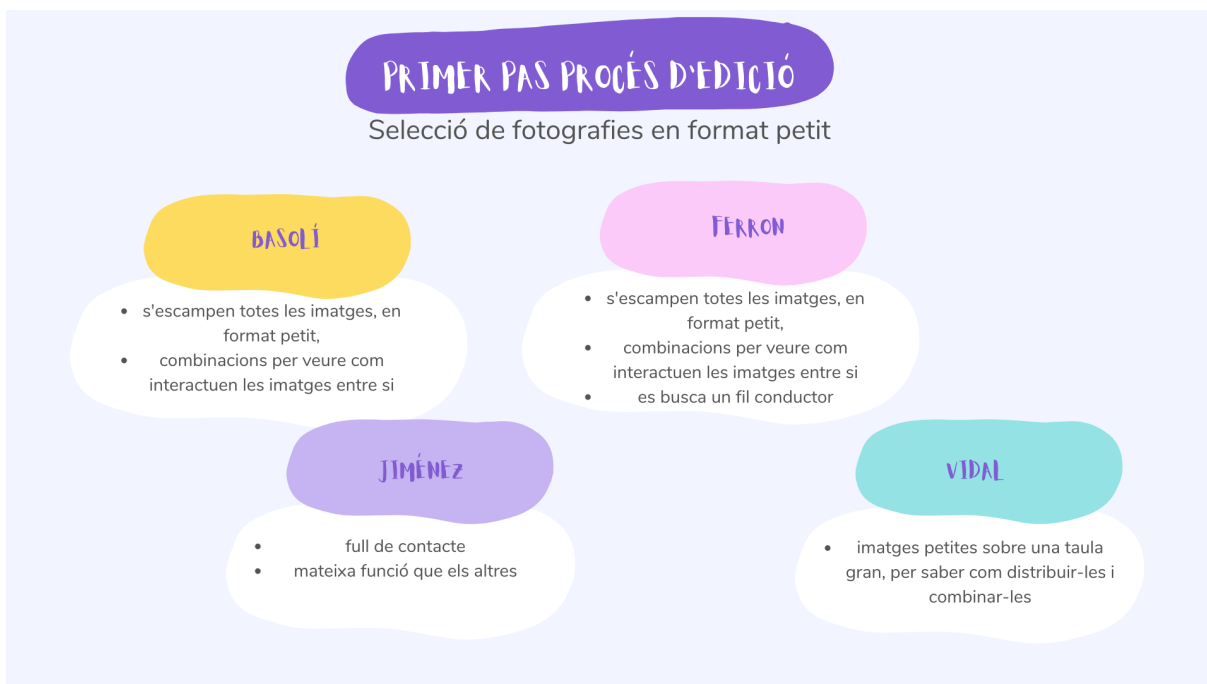 PRIMER PAS PROCÉS D'EDICIÓ
Selecció de fotografies en format petit
BASOLÍ
• s'escampen totes les imatges, en
format petit,
• combinacions per veure com
interactuen les imatges entre si
FERRON
• s'escampen totes les imatges, en
format petit,
• combinacions per veure com
interactuen les imatges entre si
• es busca un fil conductor
JIMÉNEZ
• full de contacte
• mateixa funció que els altres
VIDAL
• imatges petites sobre una taula
gran, per saber com distribuir-les i
combinar-les